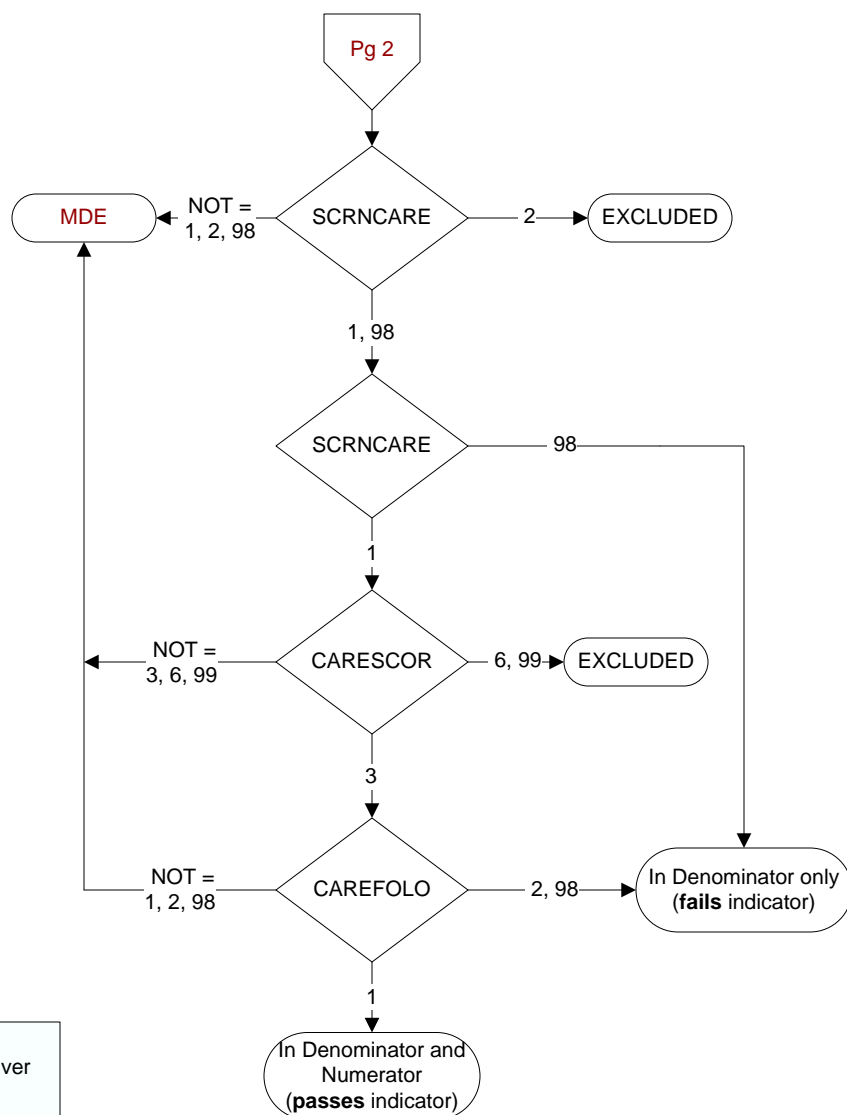 Pg 2
MDE
NOT =
1, 2, 98
SCRNCARE
2
EXCLUDED
1, 98
SCRNCARE
98
1
NOT =
3, 6, 99
CARESCOR
6, 99
EXCLUDED
3
NOT =
1, 2, 98
CAREFOLO
2, 98
In Denominator only
(fails indicator)
1
In Denominator and
Numerator
(passes indicator)
ver